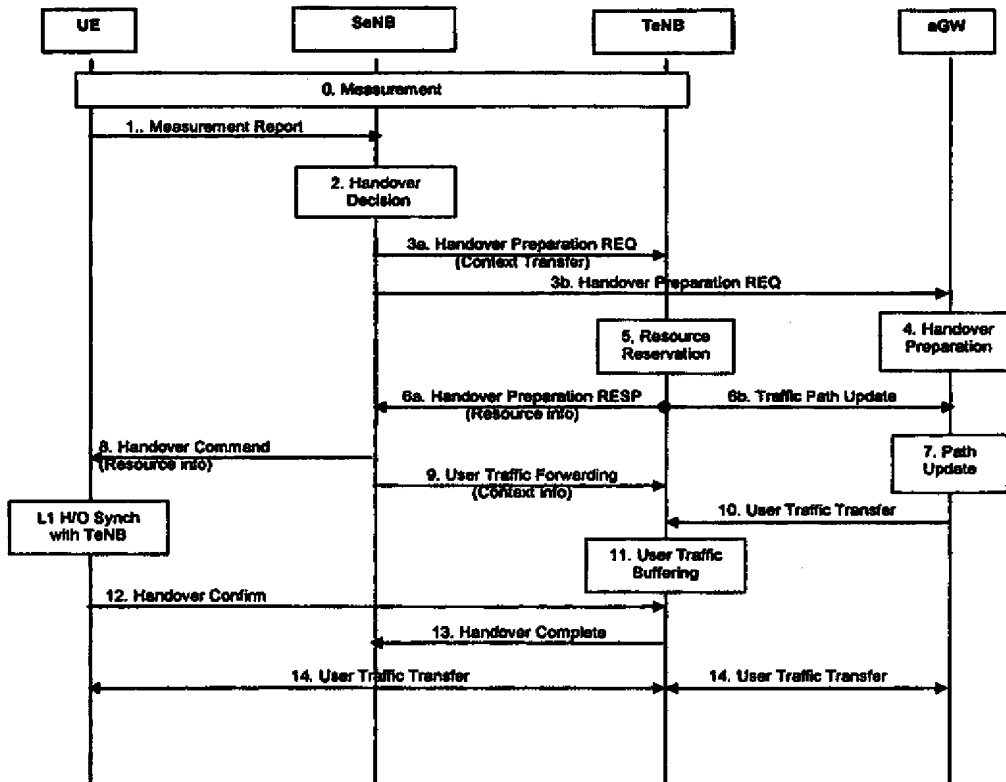 UE
SeNB
TeNB
aGW
0. Measurement
1.. Measurement Report
2. Handover
Decision
3a. Handover Preparation REQ
(Context Transfer)
3b. Handover Preparation REQ
5, Resource
Reservation
4. Handover
Preparation
6a. Handover Preparation RESP
(Resource info)
6b. Traffic Path Update
8. Handover Command
(Resource info)
7. Path
Update
9. User Traffic Forwarding
(Context info)
L1 H/O Synch
with TeNB
10. User Traffic Transfer
11. User Traffic
Buffering
12. Handover Confirm
13. Handover Complete
14. User Traffic Transfer
14. User Traffic Transfer